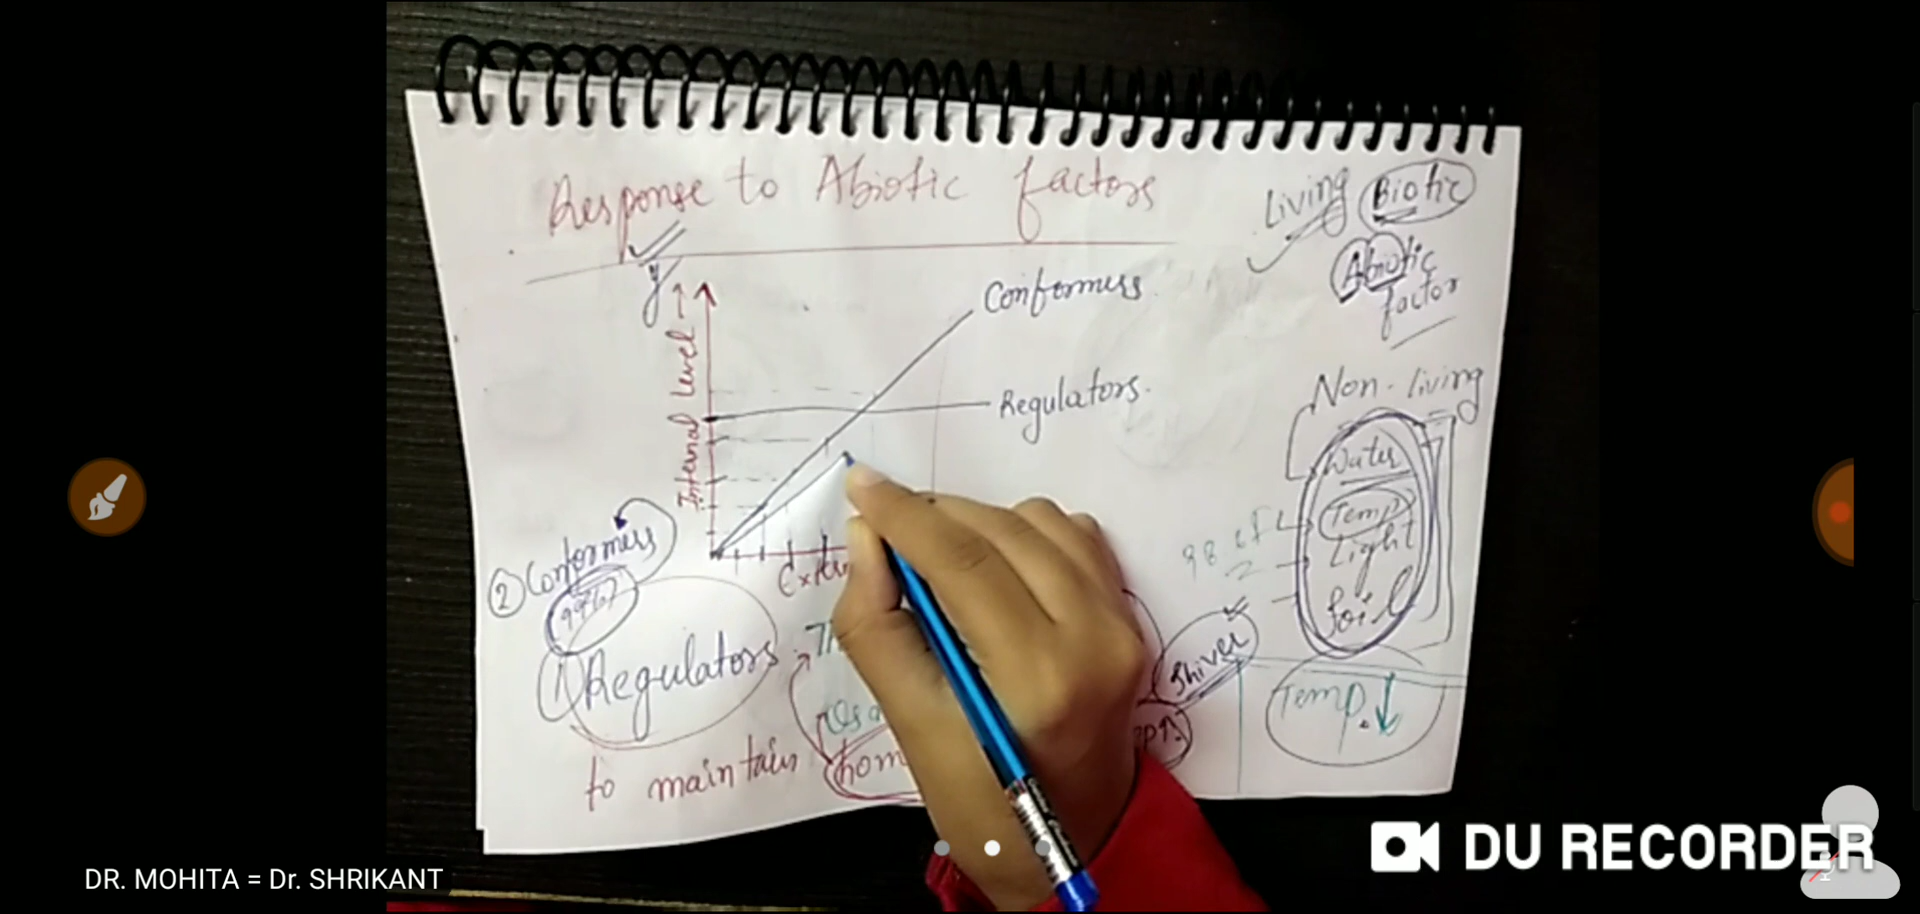 Response to Abiotic factors
Living Biotic
Abiotic
factor
y
Internal Level →
Conformers
Regulators.
Non-living
Water
Temp
Light
Soil
98
② Conformers
99%
① Regulators
Shiver
Temp. ↓
to maintain
DR. MOHITA = Dr. SHRIKANT
DU RECORDER